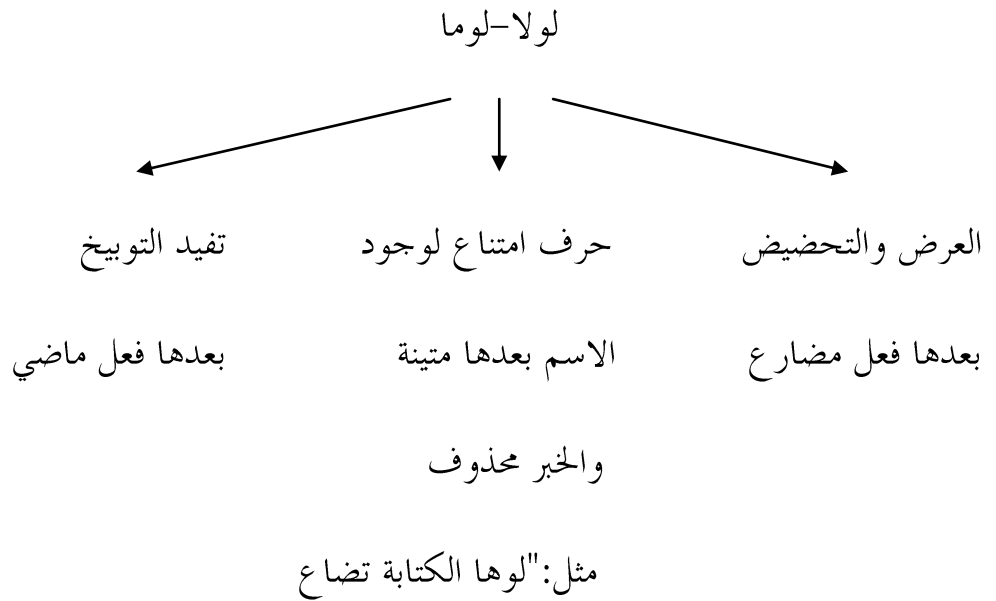 لولا–لوما
العرض والتحضيض
حرف امتناع لوجود
تفيد التوبيخ
بعدها فعل مضارع
الاسم بعدها متينة
بعدها فعل ماضي
والخبر محذوف
مثل:"لوها الكتابة تضاع